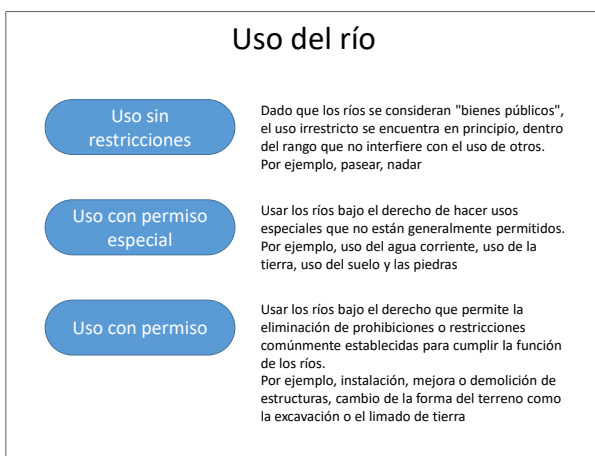 Uso del río
Uso sin
restricciones
Dado que los ríos se consideran "bienes públicos",
el uso irrestricto se encuentra en principio, dentro
del rango que no interfiere con el uso de otros.
Por ejemplo, pasear, nadar
Uso con permiso
especial
Usar los ríos bajo el derecho de hacer usos
especiales que no están generalmente permitidos.
Por ejemplo, uso del agua corriente, uso de la
tierra, uso del suelo y las piedras
Uso con permiso
Usar los ríos bajo el derecho que permite la
eliminación de prohibiciones o restricciones
comúnmente establecidas para cumplir la función
de los ríos.
Por ejemplo, instalación, mejora o demolición de
estructuras, cambio de la forma del terreno como
la excavación o el limado de tierra